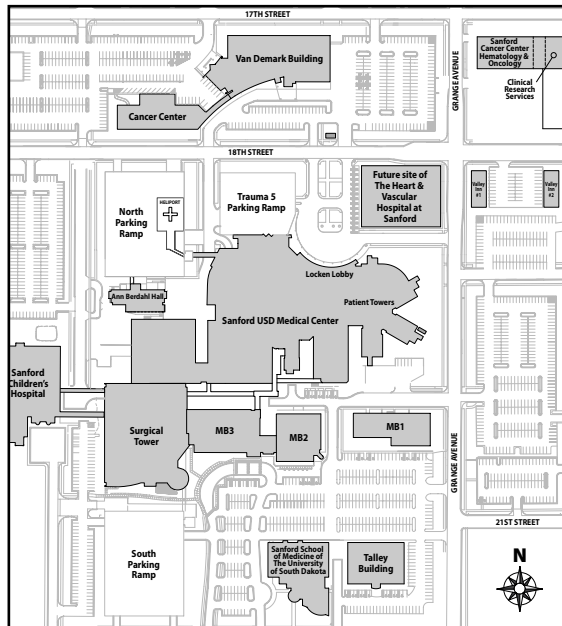 17TH STREET
Van Demark Building
Cancer Center
GRANGE AVENUE
Sanford
Cancer Center
Hematology &
Oncology
Clinical
Research
Services
18TH STREET
North
Parking
Ramp
HELIPORT
Trauma 5
Parking Ramp
Future site of
The Heart &
Vascular
Hospital at
Sanford
Valley
Inn
#1
Valley
Inn
#2
Locken Lobby
Ann Berdahl Hall
Patient Towers
Sanford USD Medical Center
Sanford
Children's
Hospital
Surgical
Tower
MB3
MB2
MB1
GRANGE AVENUE
21ST STREET
South
Parking
Ramp
Sanford School
of Medicine of
The University
of South Dakota
Talley
Building
N